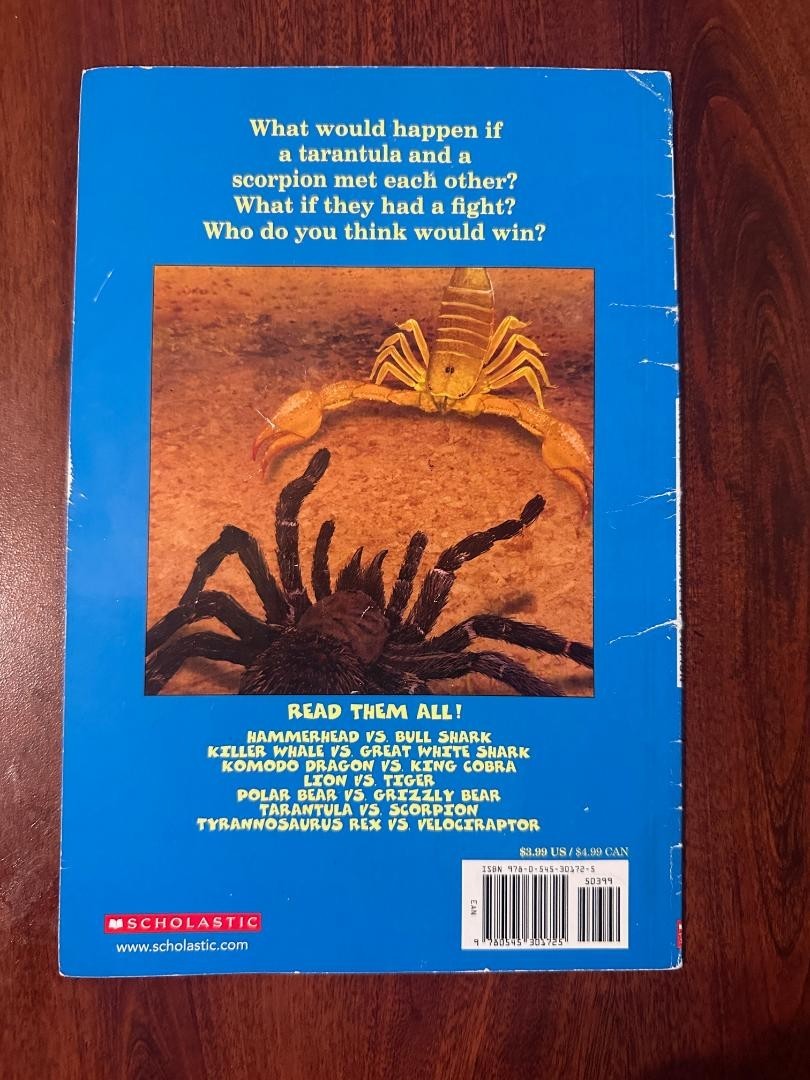 What would happen if
a tarantula and a
scorpion met each other?
What if they had a fight?
Who do you think would win?
READ THEM ALL!
HAMMERHEAD VS. BULL SHARK
KILLER WHALE VS. GREAT WHITE SHARK
KOMODO DRAGON VS. KING COBRA
LION VS. TIGER
POLAR BEAR VS. GRIZZLY BEAR
TARANTULA VS. SCORPION
TYRANNOSAURUS REX VS. VELOCIRAPTOR
$3.99 US / $4.99 CAN
ISBN 978-0-545-30172-5
50399
EAN
9 780545 301725
SCHOLASTIC
www.scholastic.com